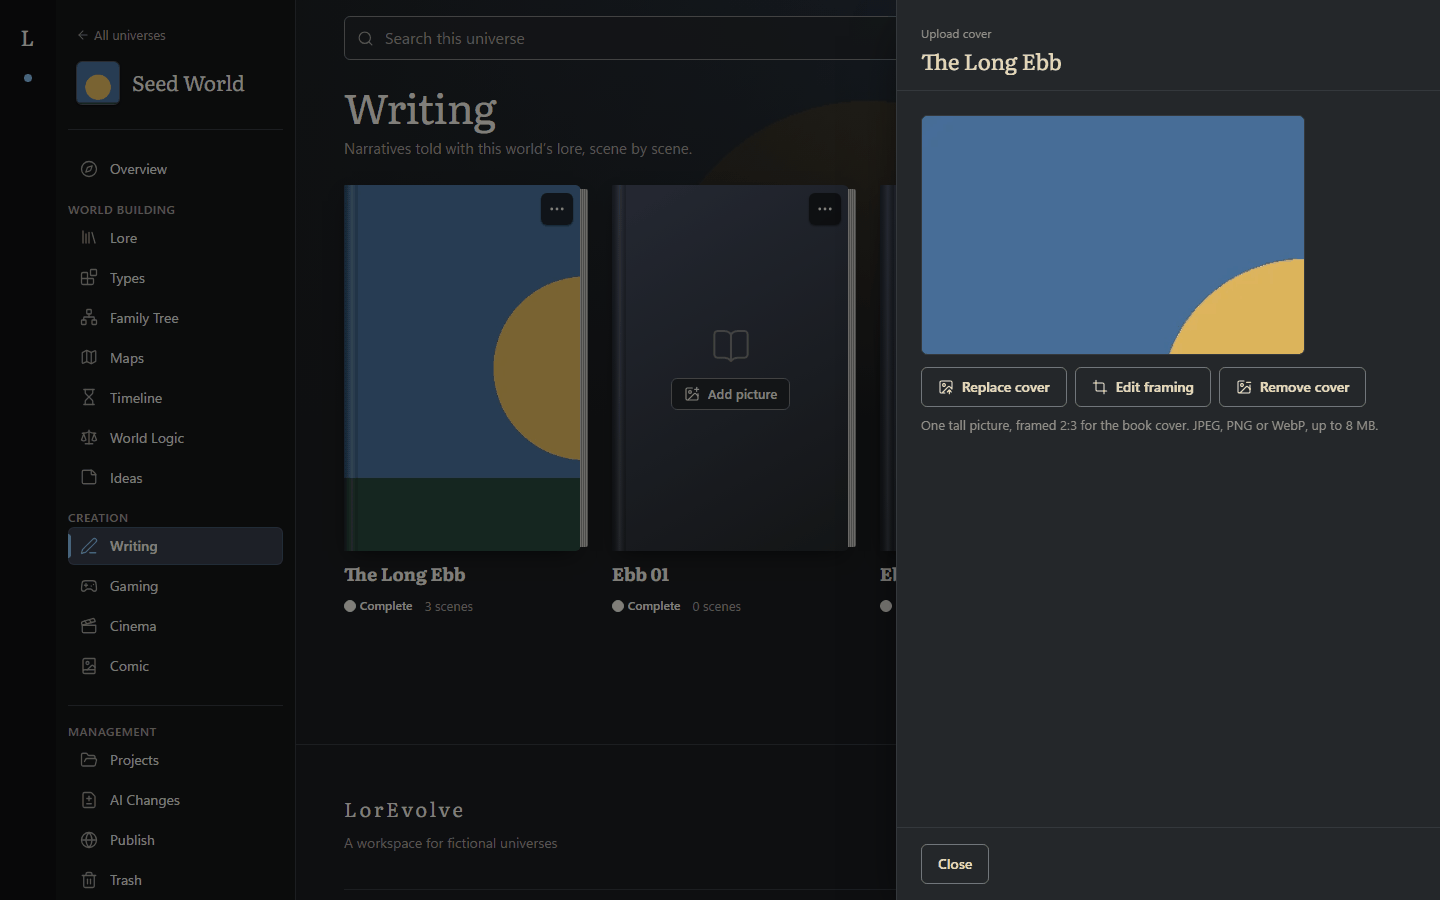 L
All universes
Seed World
Overview
WORLD BUILDING
Lore
Types
Family Tree
Maps
Timeline
World Logic
Ideas
CREATION
Writing
Gaming
Cinema
Comic
MANAGEMENT
Projects
AI Changes
Publish
Trash
Search this universe
Writing
Narratives told with this world's lore, scene by scene.
Add picture
The Long Ebb
Complete 3 scenes
Ebb 01
Complete 0 scenes
LorEvolve
A workspace for fictional universes
Upload cover
The Long Ebb
Replace cover
Edit framing
Remove cover
One tall picture, framed 2:3 for the book cover. JPEG, PNG or WebP, up to 8 MB.
Close